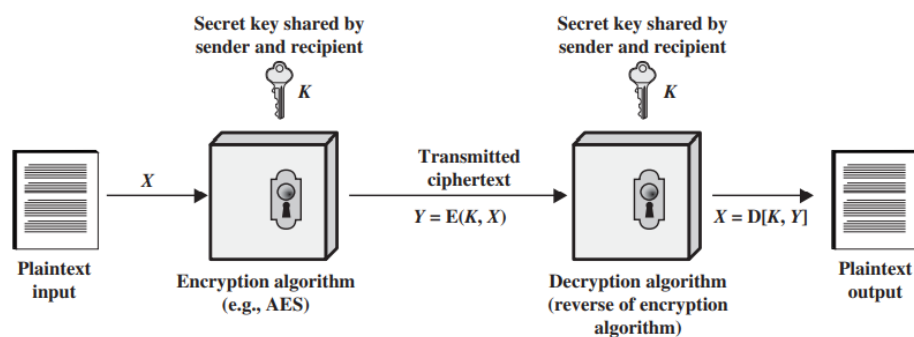 Secret key shared by
sender and recipient
K
Secret key shared by
sender and recipient
K
X
Transmitted
ciphertext
Y = E(K, X)
X = D[K, Y]
Plaintext
input
Encryption algorithm
(e.g., AES)
Decryption algorithm
(reverse of encryption
algorithm)
Plaintext
output